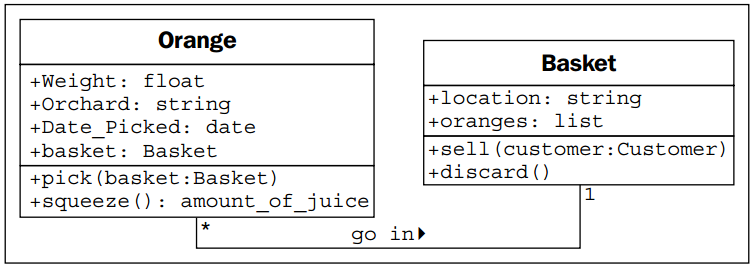 Orange
+Weight: float
+Orchard: string
+Date_Picked: date
+basket: Basket
+pick(basket:Basket)
+squeeze(): amount_of_juice
Basket
+location: string
+oranges: list
+sell(customer:Customer)
+discard()
*
go in
1